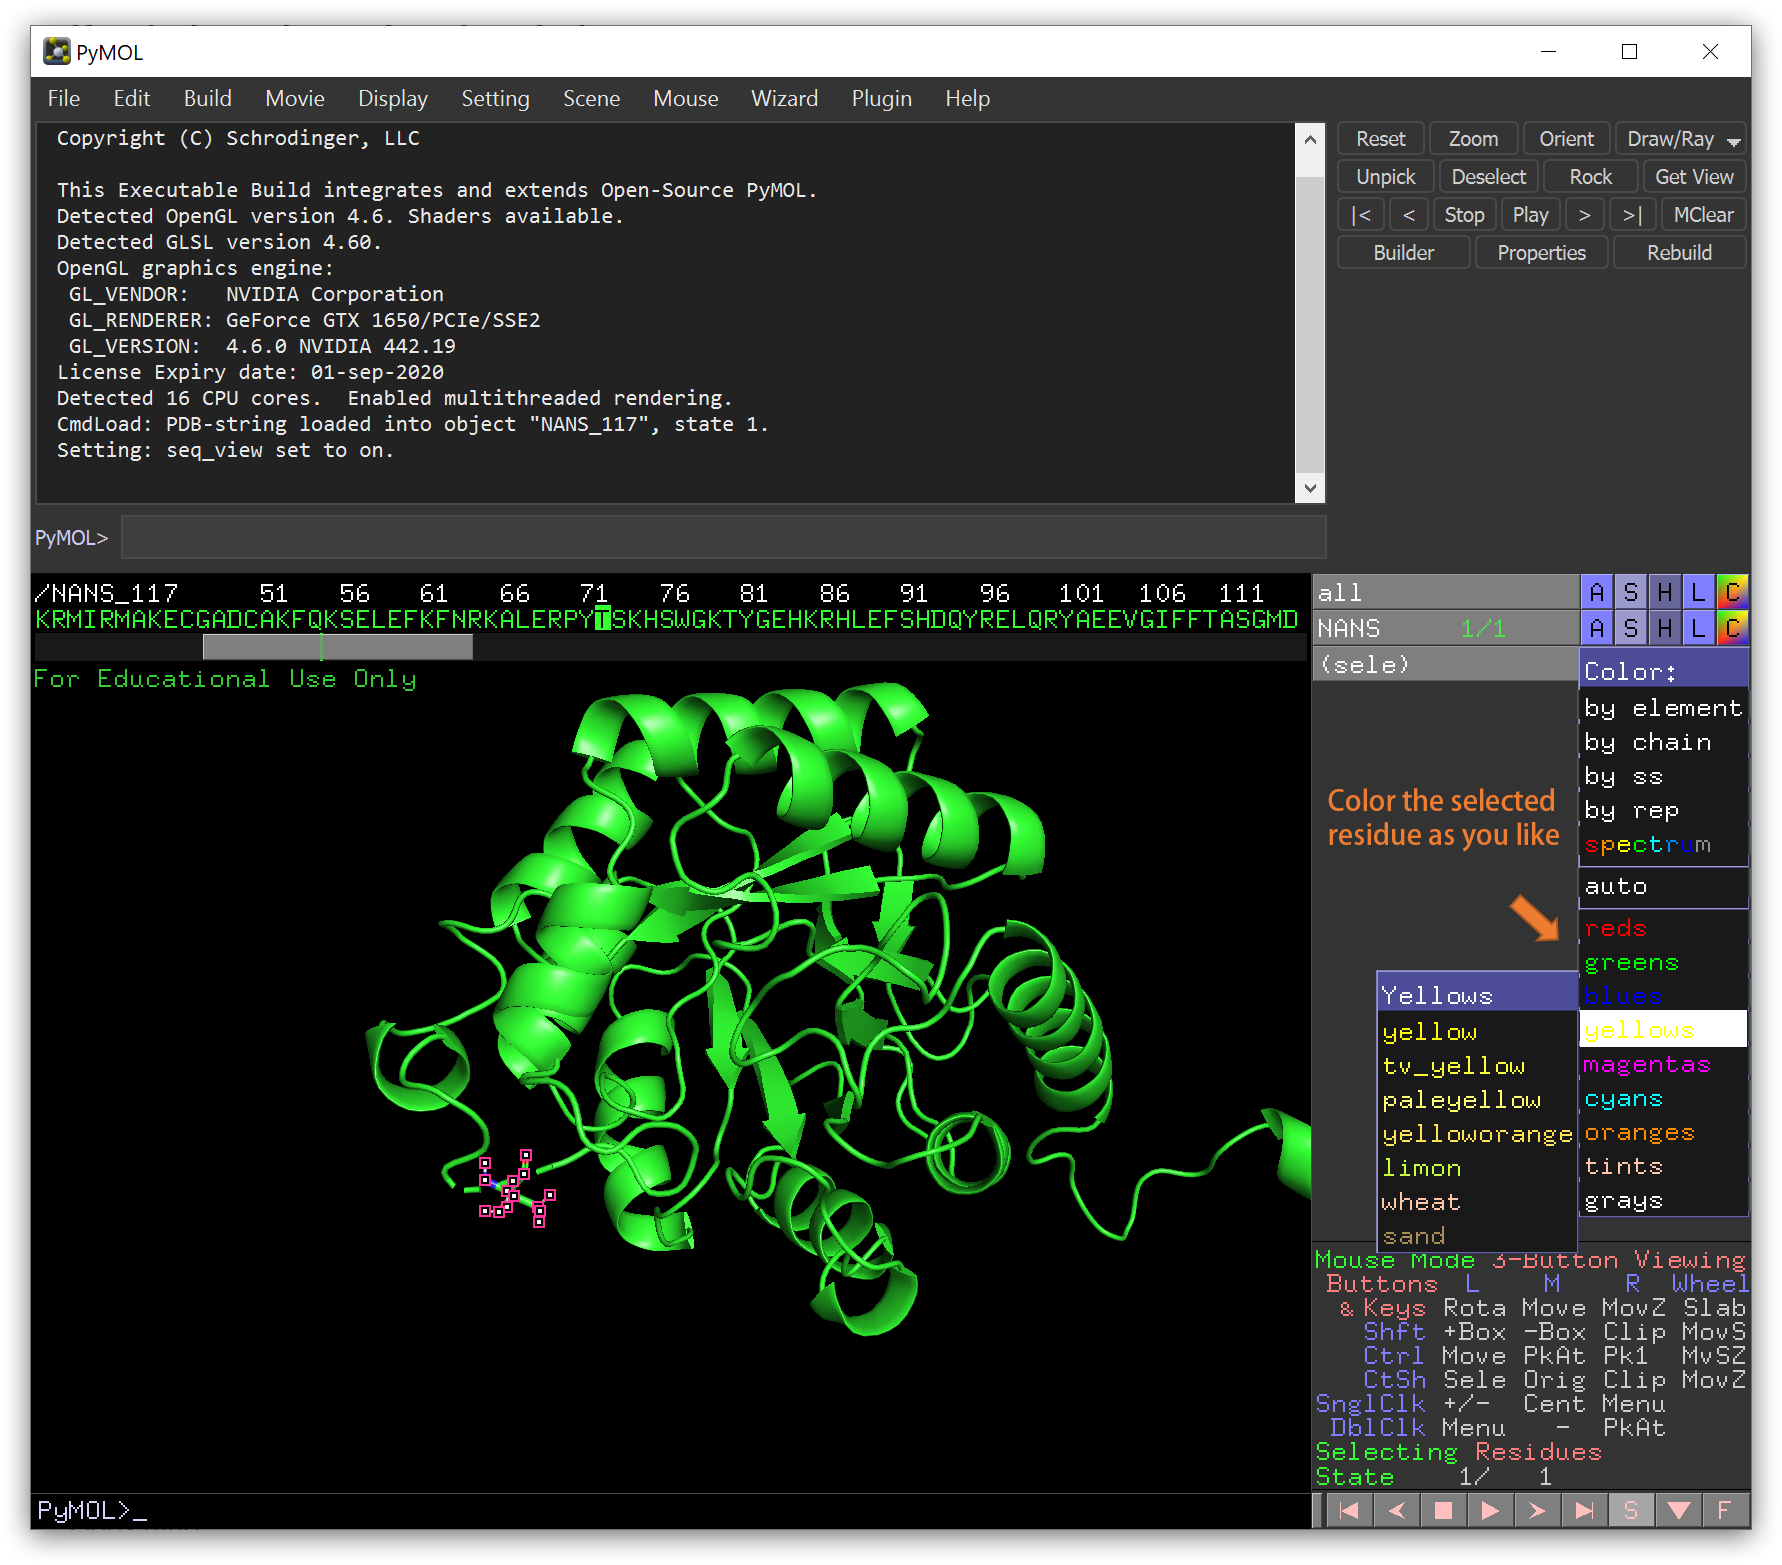 PyMOL
File Edit Build Movie Display Setting Scene Mouse Wizard Plugin Help
Copyright (C) Schrodinger, LLC
This Executable Build integrates and extends Open-Source PyMOL.
Detected OpenGL version 4.6. Shaders available.
Detected GLSL version 4.60.
OpenGL graphics engine:
GL_VENDOR: NVIDIA Corporation
GL_RENDERER: GeForce GTX 1650/PCIe/SSE2
GL_VERSION: 4.6.0 NVIDIA 442.19
License Expiry date: 01-sep-2020
Detected 16 CPU cores. Enabled multithreaded rendering.
CmdLoad: PDB-string loaded into object "NANS_117", state 1.
Setting: seq_view set to on.
PyMOL>
Reset Zoom Orient Draw/Ray
Unpick Deselect Rock Get View
|< < Stop Play > >| MClear
Builder Properties Rebuild
/NANS_117 51 56 61 66 71 76 81 86 91 96 101 106 111
KRMIRMAKECGADCAKFQKSELEFKFNRKALERPYTSKHSWGKTYGEHKRHLEFSHDQYRELQRYAEEVGIFFTASGMD
For Educational Use Only
all A S H L C
NANS 1/1 A S H L C
(sele)
Color:
by element
by chain
by ss
by rep
spectrum
auto
reds
greens
blues
yellows
magentas
cyans
oranges
tints
grays
Color the selected
residue as you like
Yellows
yellow
tv_yellow
paleyellow
yelloworange
limon
wheat
sand
Mouse Mode 3-Button Viewing
Buttons L M R Wheel
& Keys Rota Move MovZ Slab
Shft +Box -Box Clip MovS
Ctrl Move PkAt Pk1 MvSZ
CtSh Sele Orig Clip MovZ
SnglClk +/- Cent Menu
DblClk Menu - PkAt
Selecting Residues
State 1/ 1
PyMOL>_
S F